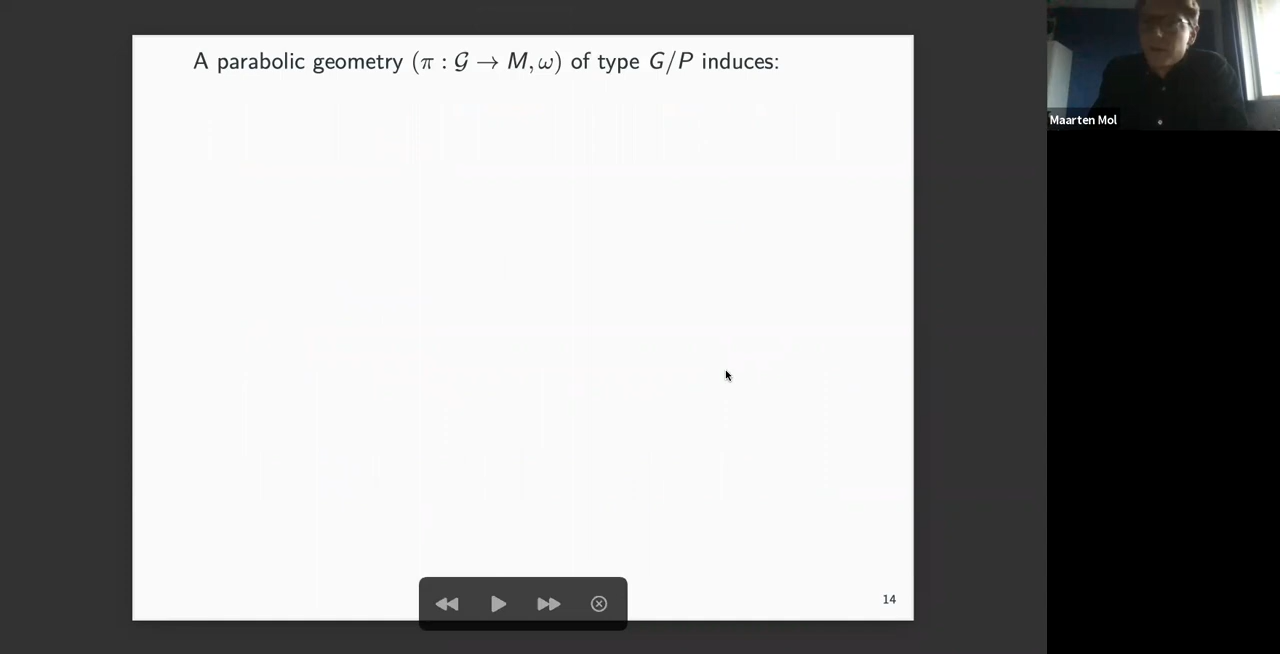 A parabolic geometry (π : 𝒢 → M, ω) of type G/P induces:
Maarten Mol
14